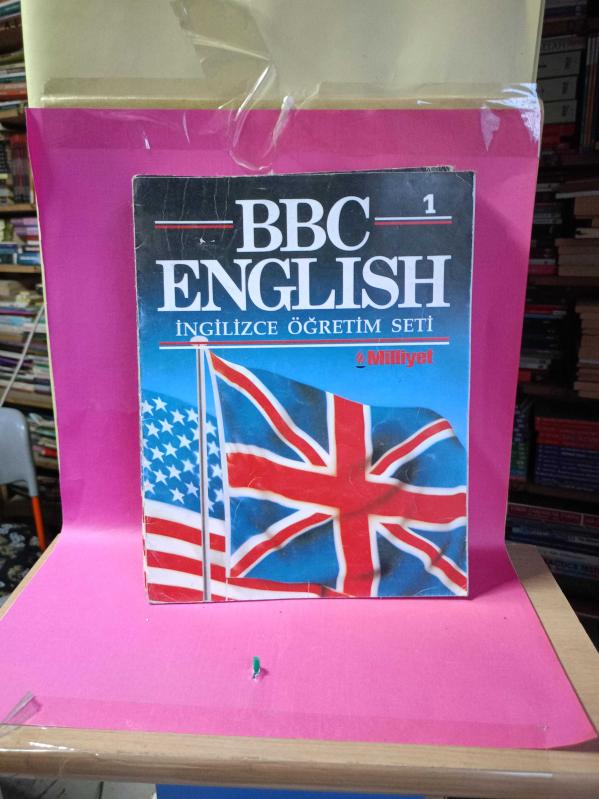 1
BBC
ENGLISH
İNGİLİZCE ÖĞRETİM SETİ
Milliyet